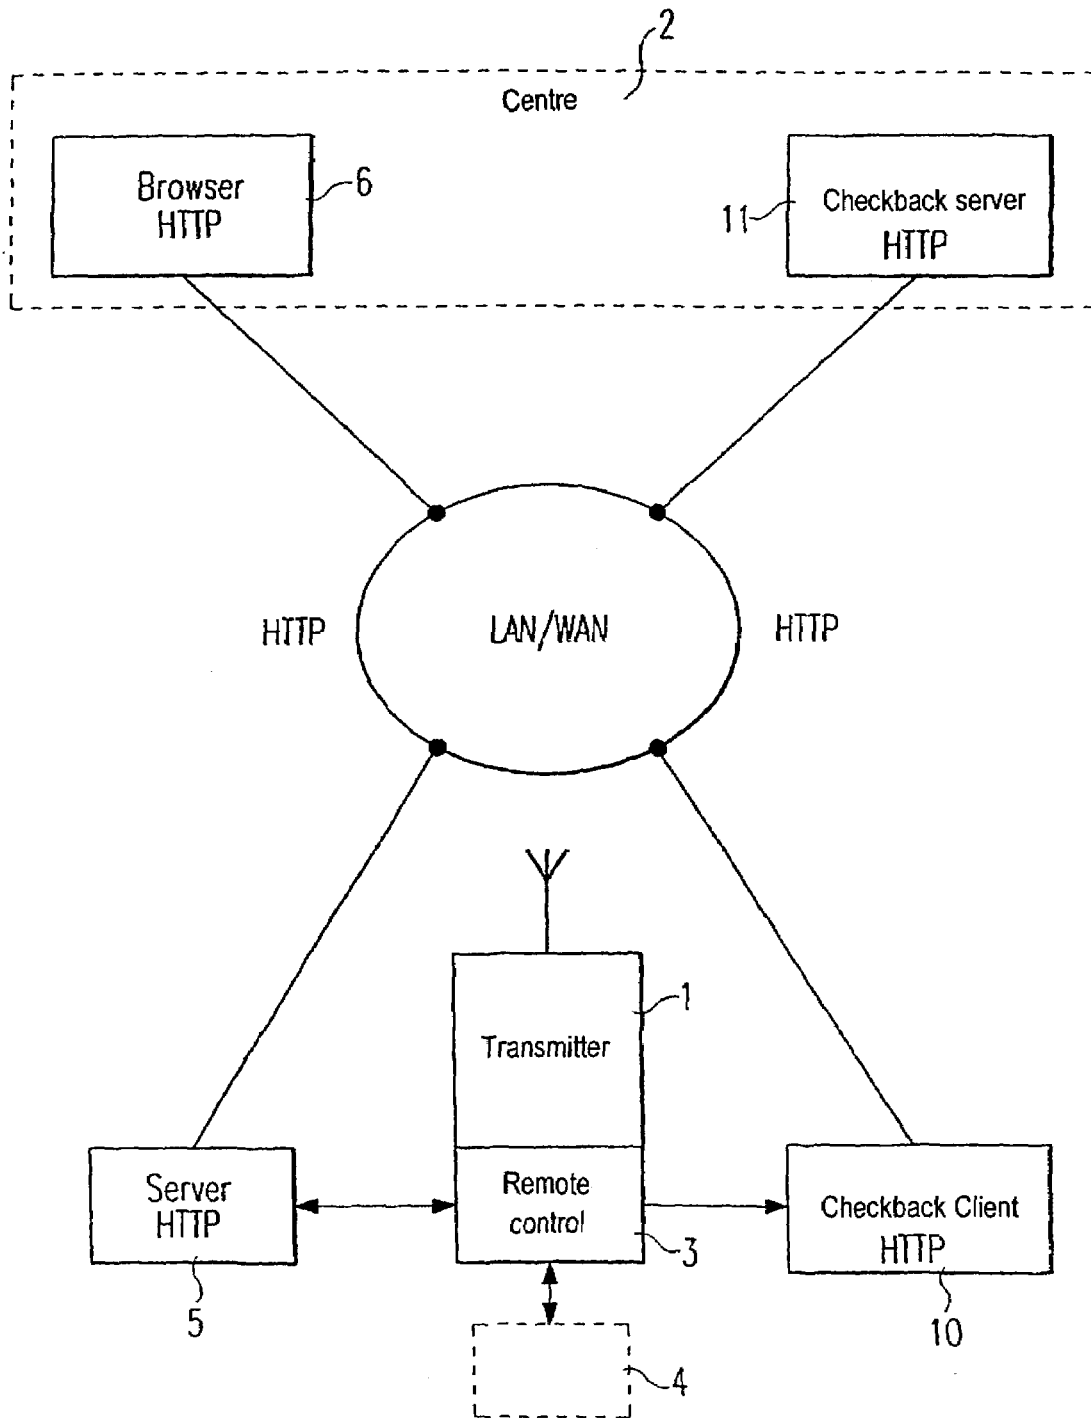 2
Centre
Browser
HTTP
6
11
Checkback server
HTTP
HTTP
LAN/WAN
HTTP
1
Transmitter
Server
HTTP
Remote
control
Checkback Client
HTTP
3
5
10
4